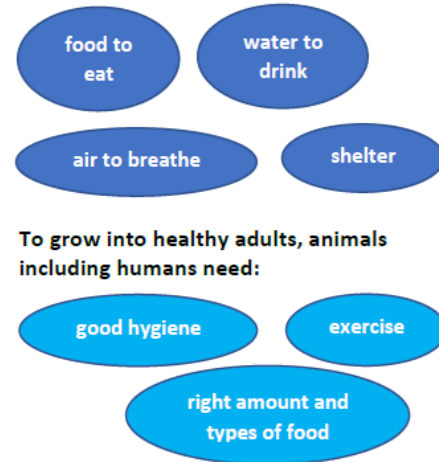 food to
eat
water to
drink
air to breathe
shelter
To grow into healthy adults, animals
including humans need:
good hygiene
exercise
right amount and
types of food